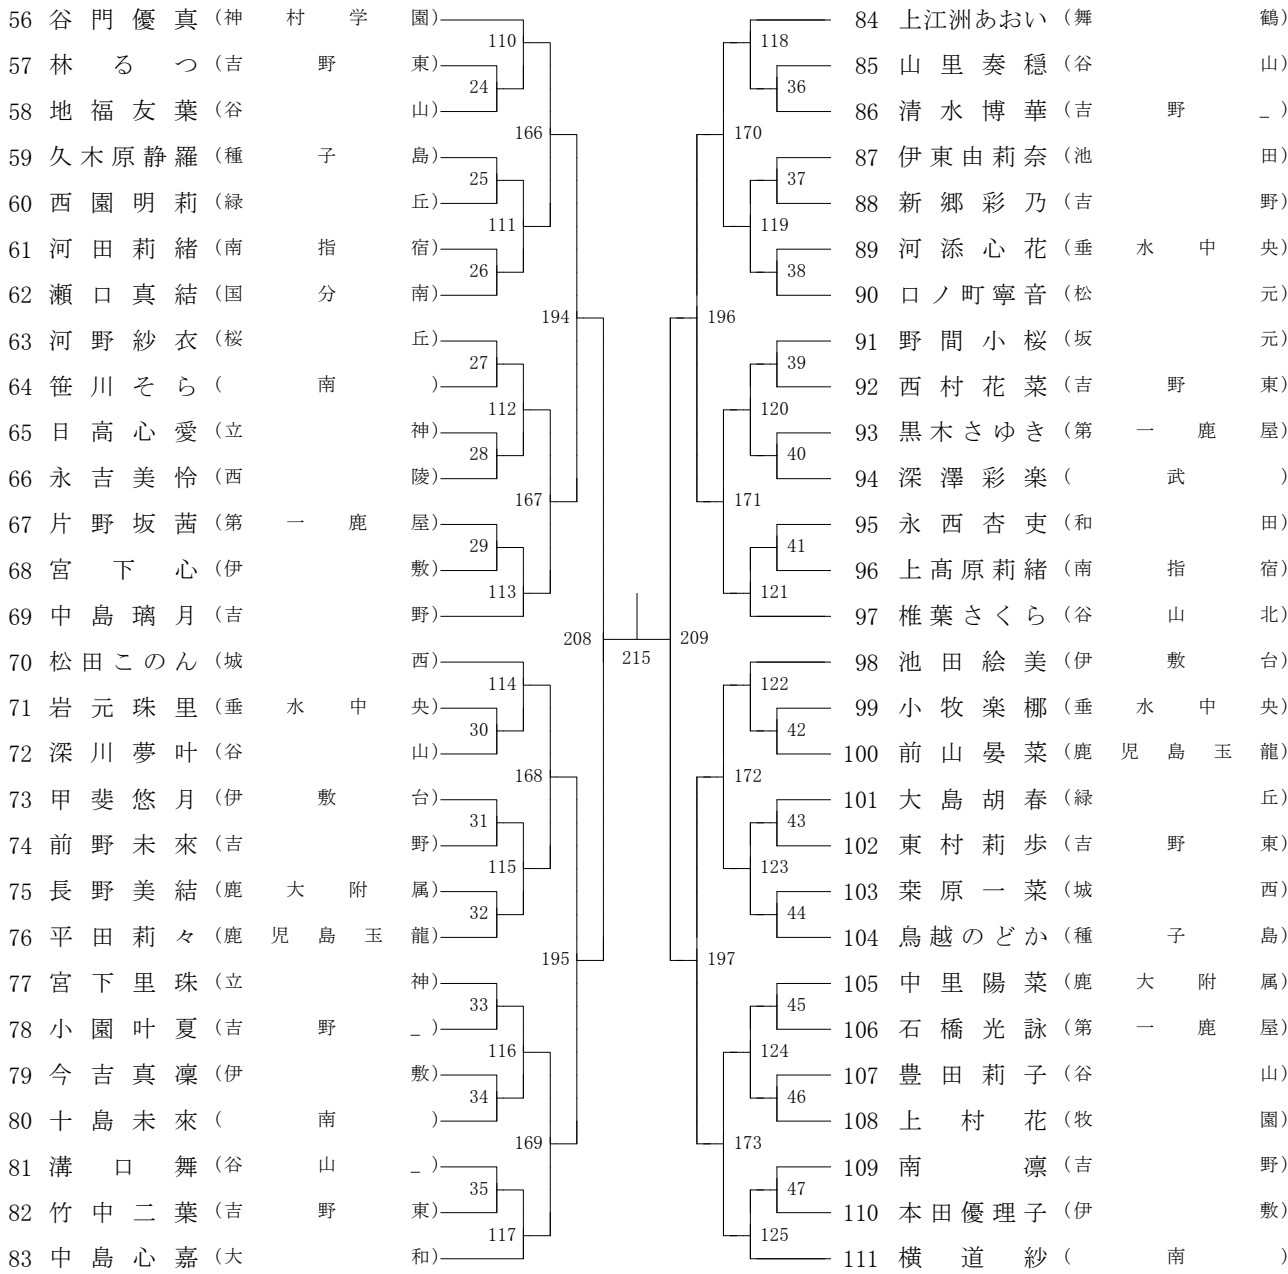 56 谷門優真 (神村学園)
110
57 林るつ (吉野東)
24
58 地福友葉 (谷山)
166
59 久木原静羅 (種子島)
25
60 西園明莉 (緑丘)
111
61 河田莉緒 (南指宿)
26
62 瀬口真結 (国分南)
194
63 河野紗衣 (桜丘)
27
64 笹川そら (南)
112
65 日高心愛 (立神)
28
66 永吉美怜 (西陵)
167
67 片野坂茜 (第一鹿屋)
29
68 宮下心 (伊敷)
113
69 中島璃月 (吉野)
208
70 松田このん (城西)
114
71 岩元珠里 (垂水中央)
30
72 深川夢叶 (谷山)
168
73 甲斐悠月 (伊敷台)
31
74 前野未來 (吉野)
115
75 長野美結 (鹿大附属)
32
76 平田莉々 (鹿児島玉龍)
195
77 宮下里珠 (立神)
33
78 小園叶夏 (吉野_)
116
79 今吉真凜 (伊敷)
34
80 十島未來 (南)
169
81 溝口舞 (谷山_)
35
82 竹中二葉 (吉野東)
117
83 中島心嘉 (大和)
215
84 上江洲あおい (舞鶴)
118
85 山里奏穏 (谷山)
36
86 清水博華 (吉野_)
170
87 伊東由莉奈 (池田)
37
88 新郷彩乃 (吉野)
119
89 河添心花 (垂水中央)
38
90 口ノ町寧音 (松元)
196
91 野間小桜 (坂元)
39
92 西村花菜 (吉野東)
120
93 黒木さゆき (第一鹿屋)
40
94 深澤彩楽 (武)
171
95 永西杏吏 (和田)
41
96 上髙原莉緒 (南指宿)
121
97 椎葉さくら (谷山北)
209
98 池田絵美 (伊敷台)
122
99 小牧楽梛 (垂水中央)
42
100 前山晏菜 (鹿児島玉龍)
172
101 大島胡春 (緑丘)
43
102 東村莉歩 (吉野東)
123
103 桒原一菜 (城西)
44
104 鳥越のどか (種子島)
197
105 中里陽菜 (鹿大附属)
45
106 石橋光詠 (第一鹿屋)
124
107 豊田莉子 (谷山)
46
108 上村花 (牧園)
173
109 南凛 (吉野)
47
110 本田優理子 (伊敷)
125
111 横道紗 (南)